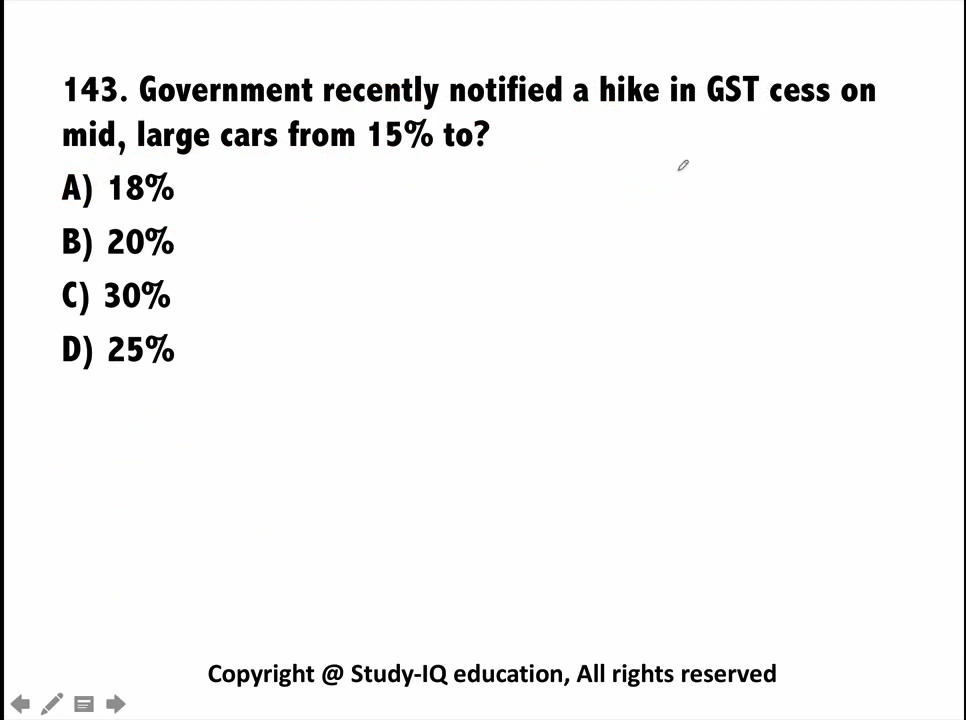 143. Government recently notified a hike in GST cess on
mid, large cars from 15% to?
A) 18%
B) 20%
C) 30%
D) 25%
Copyright @ Study-IQ education, All rights reserved